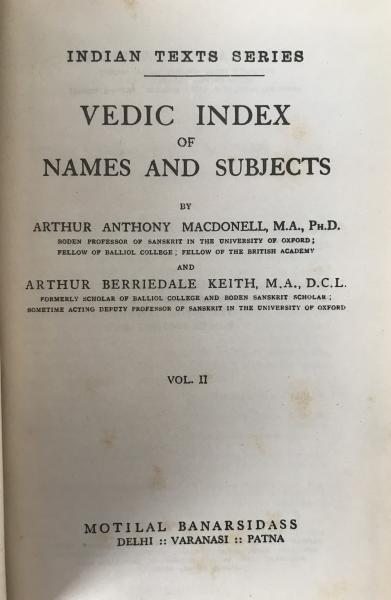 INDIAN TEXTS SERIES
VEDIC INDEX
OF
NAMES AND SUBJECTS
BY
ARTHUR ANTHONY MACDONELL, M.A., PH.D.
BODEN PROFESSOR OF SANSKRIT IN THE UNIVERSITY OF OXFORD;
FELLOW OF BALLIOL COLLEGE; FELLOW OF THE BRITISH ACADEMY
AND
ARTHUR BERRIEDALE KEITH, M.A., D.C.L.
FORMERLY SCHOLAR OF BALLIOL COLLEGE AND BODEN SANSKRIT SCHOLAR;
SOMETIME ACTING DEPUTY PROFESSOR OF SANSKRIT IN THE UNIVERSITY OF OXFORD
VOL. II
MOTILAL BANARSIDASS
DELHI :: VARANASI :: PATNA